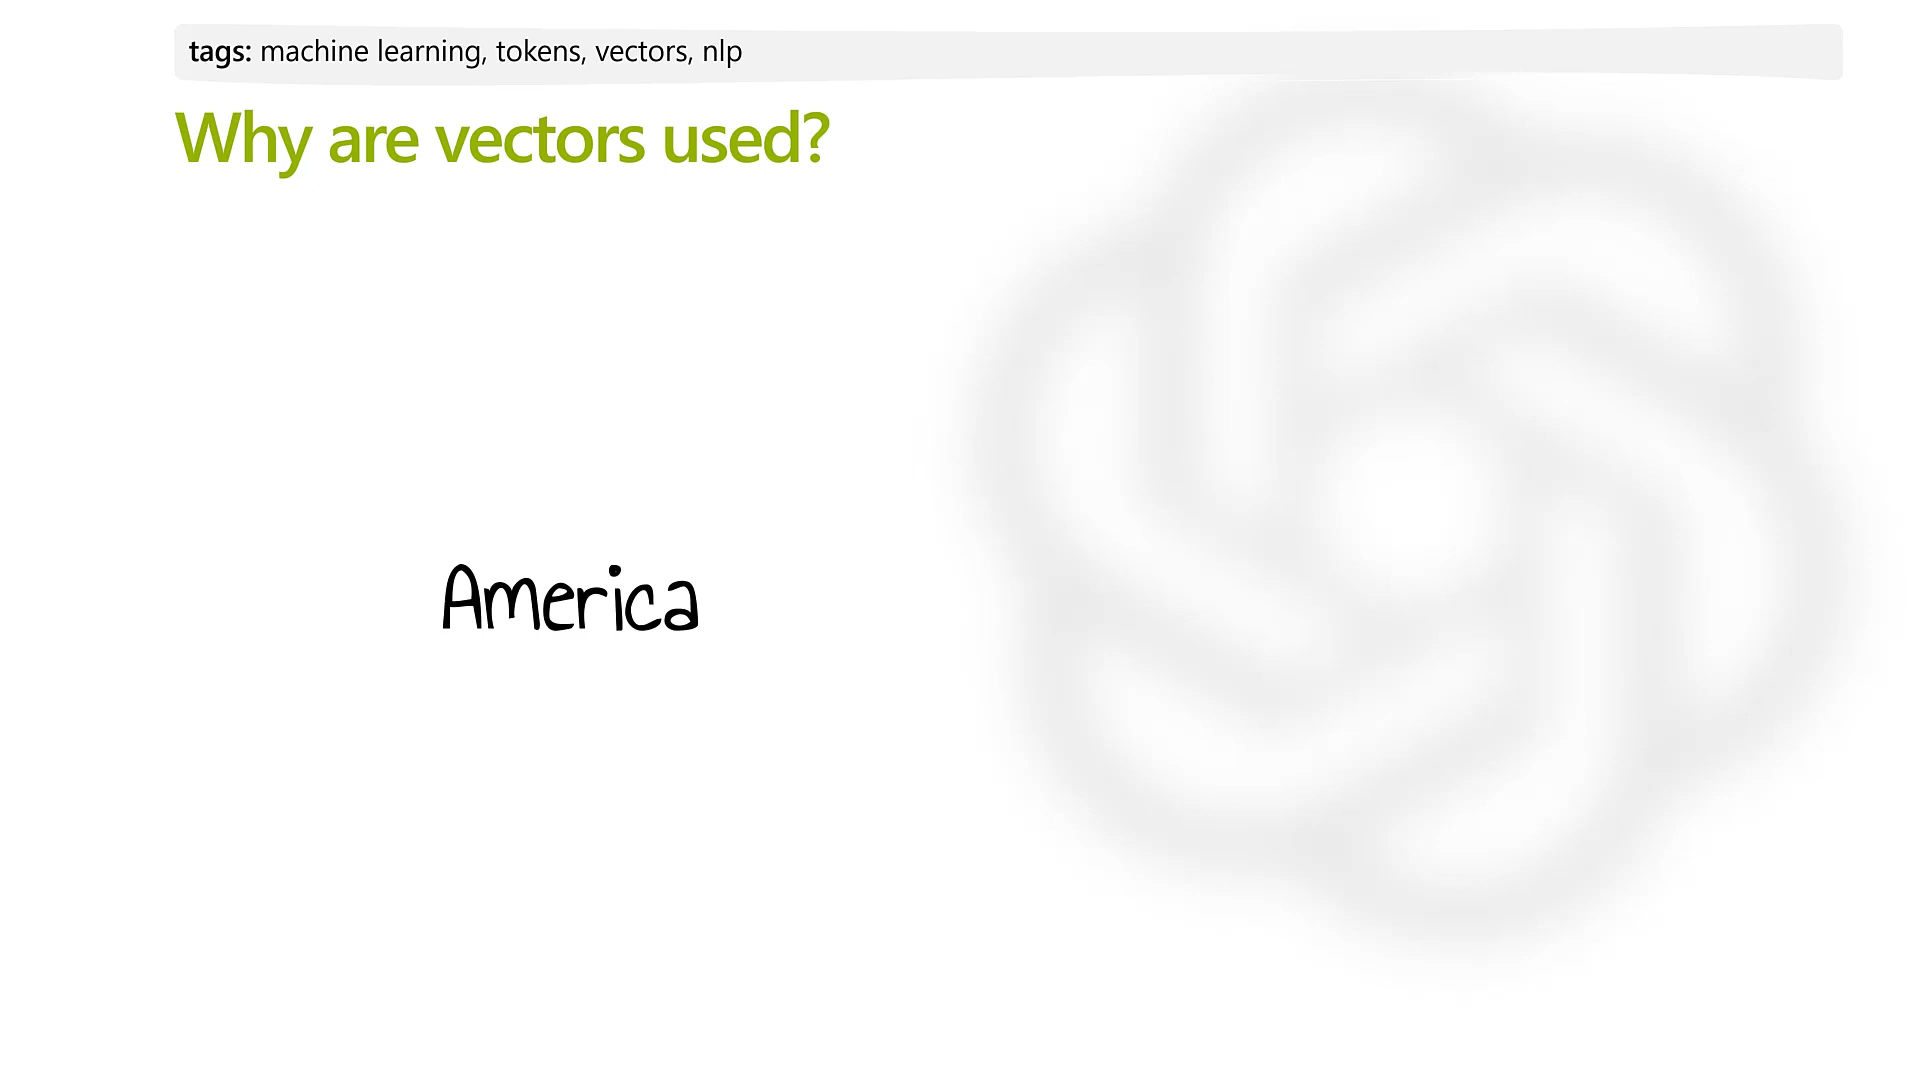 tags: machine learning, tokens, vectors, nlp
Why are vectors used?
America